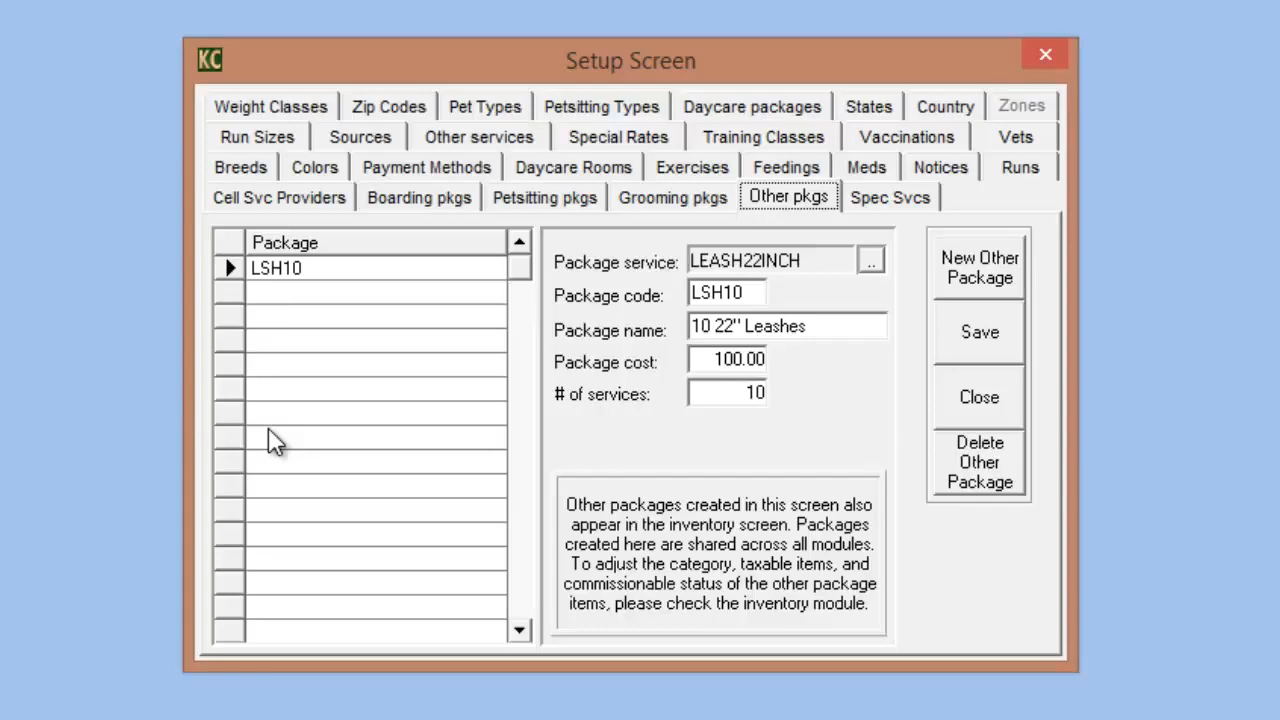 KC
Setup Screen
Weight Classes
Zip Codes
Pet Types
Petsitting Types
Daycare packages
States
Country
Zones
Run Sizes
Sources
Other services
Special Rates
Training Classes
Vaccinations
Vets
Breeds
Colors
Payment Methods
Daycare Rooms
Exercises
Feedings
Meds
Notices
Runs
Cell Svc Providers
Boarding pkgs
Petsitting pkgs
Grooming pkgs
Other pkgs
Spec Svcs
Package
LSH10
Package service: LEASH22INCH ..
Package code: LSH10
Package name: 10 22" Leashes
Package cost: 100.00
# of services: 10
Other packages created in this screen also
appear in the inventory screen. Packages
created here are shared across all modules.
To adjust the category, taxable items, and
commissionable status of the other package
items, please check the inventory module.
New Other
Package
Save
Close
Delete
Other
Package